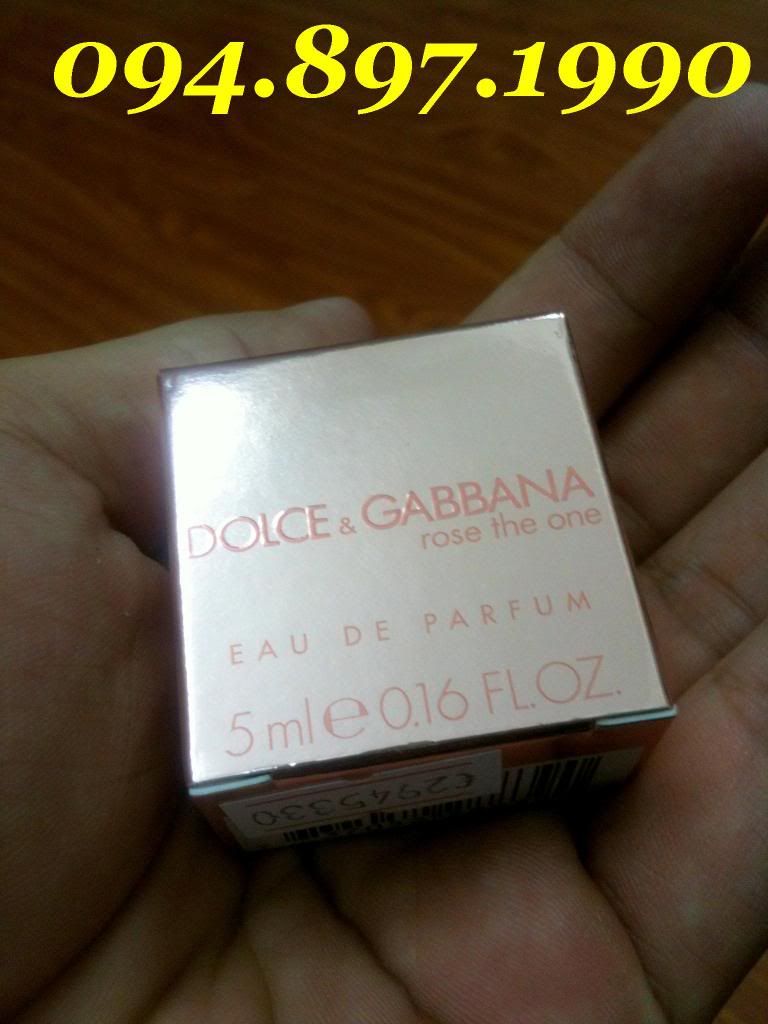 094.897.1990
DOLCE & GABBANA
rose the one
EAU DE PARFUM
5 ml e 0.16 FL.OZ.